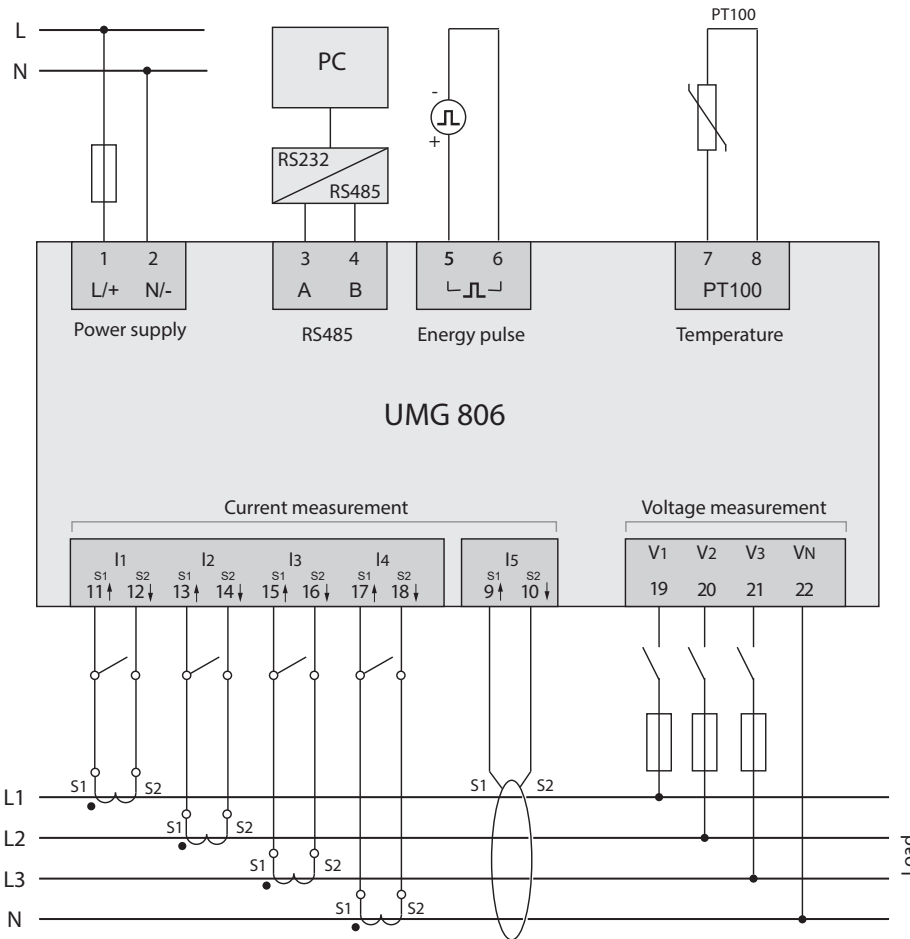 PT100
L
N
PC
RS232
RS485
-
+
1 2 3 4 5 6 7 8
L/+ N/- A B PT100
Power supply RS485 Energy pulse Temperature
UMG 806
Current measurement Voltage measurement
I1 I2 I3 I4 I5 V1 V2 V3 VN
S1 S2 S1 S2 S1 S2 S1 S2 S1 S2
11 12 13 14 15 16 17 18 9 10 19 20 21 22
S1 S2 S1 S2
L1
S1 S2
L2
S1 S2
L3
S1 S2
N
Load